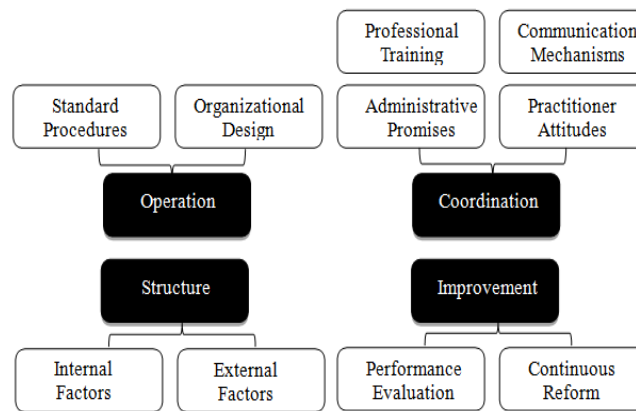 Professional
Training
Communication
Mechanisms
Standard
Procedures
Organizational
Design
Administrative
Promises
Practitioner
Attitudes
Operation
Coordination
Structure
Improvement
Internal
Factors
External
Factors
Performance
Evaluation
Continuous
Reform